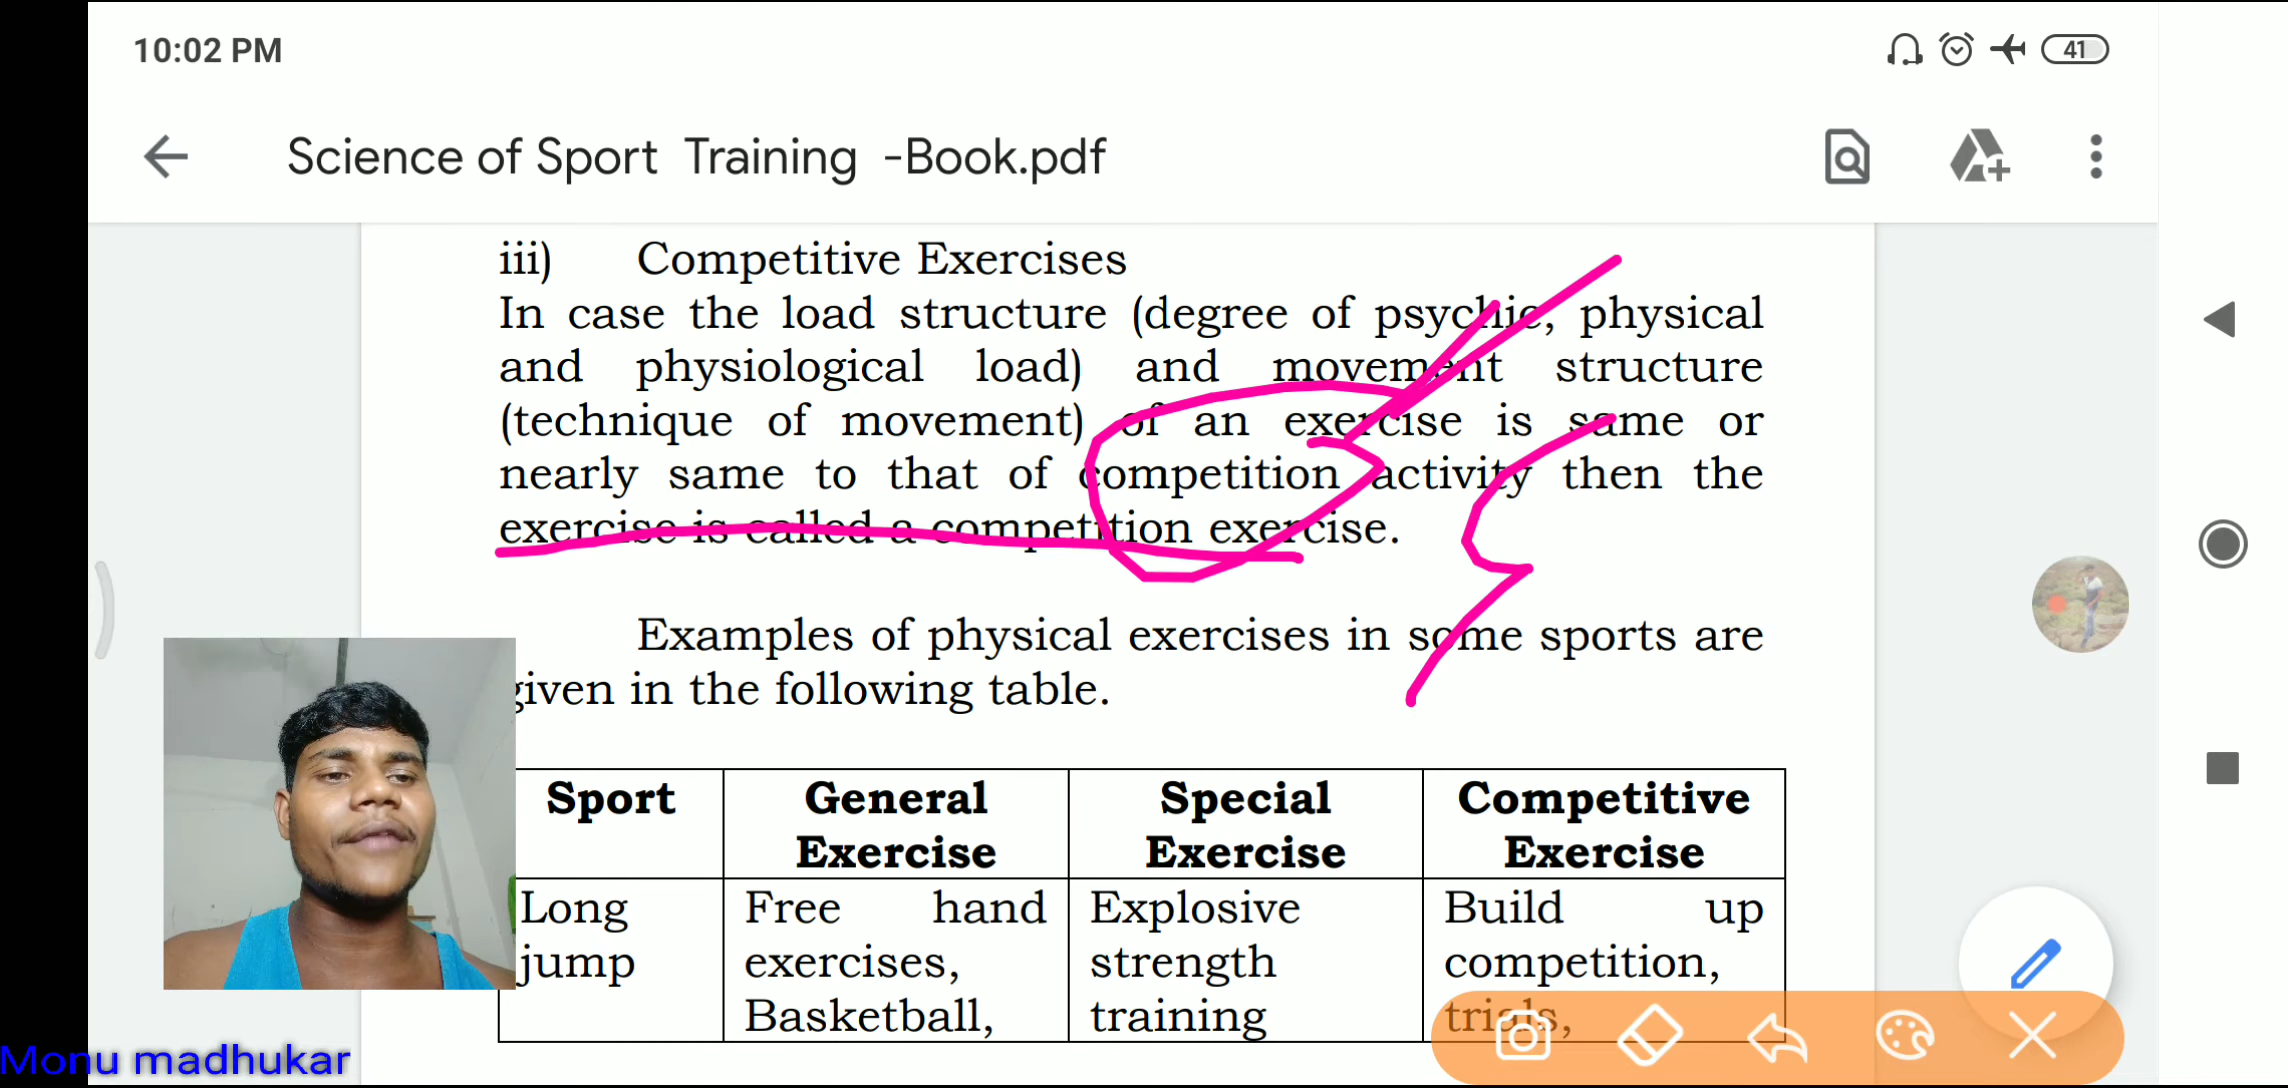 10:02 PM
41
Science of Sport Training -Book.pdf
iii) Competitive Exercises
In case the load structure (degree of psychic, physical
and physiological load) and movement structure
(technique of movement) of an exercise is same or
nearly same to that of competition activity then the
exercise is called a competition exercise.
Examples of physical exercises in some sports are
given in the following table.
Sport General Exercise Special Exercise Competitive Exercise
Long jump
Free hand exercises, Basketball,
Explosive strength training
Build up competition, trials,
Monu madhukar